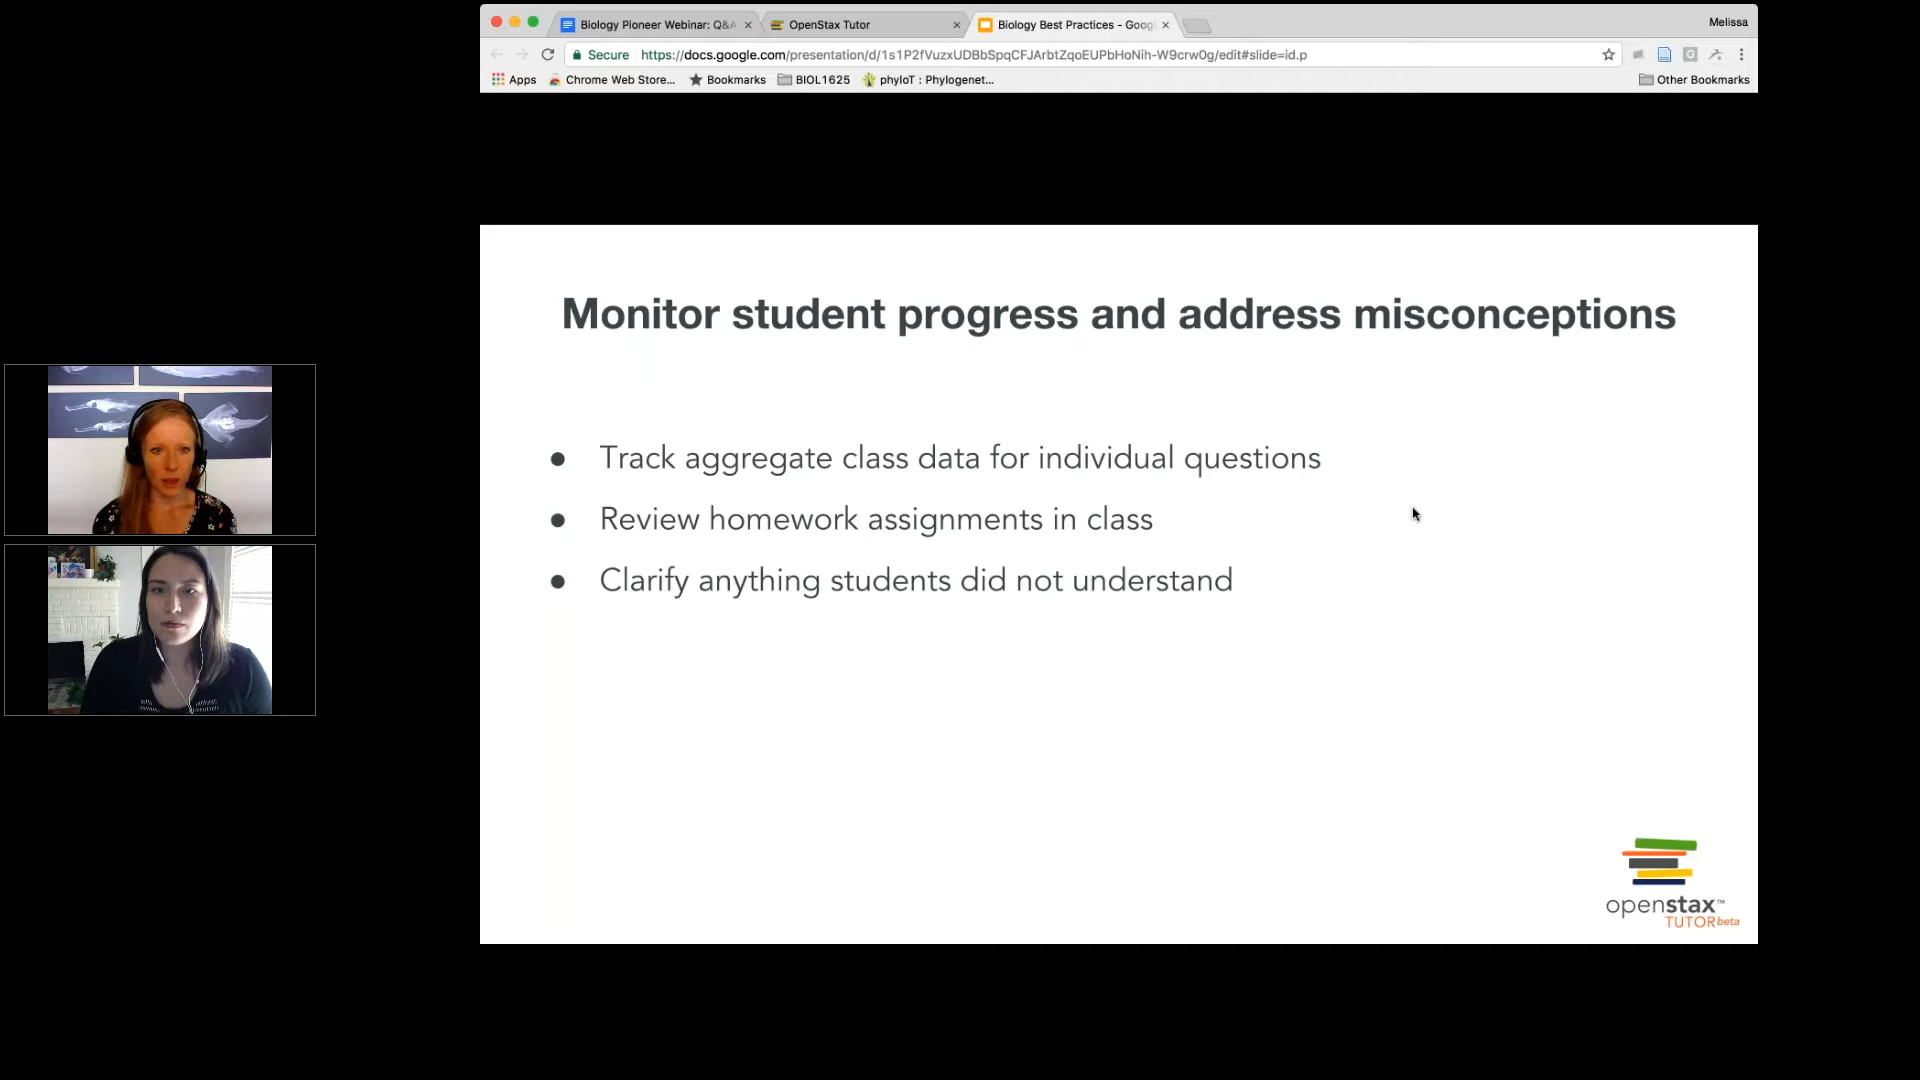 Biology Pioneer Webinar: Q&A
OpenStax Tutor
Biology Best Practices - Goog
Melissa
Secure https://docs.google.com/presentation/d/1s1P2fVuzxUDBbSpqCFJArbtZqoEUPbHoNih-W9crw0g/edit#slide=id.p
Apps Chrome Web Store... Bookmarks BIOL1625 phyloT : Phylogenet... Other Bookmarks
Monitor student progress and address misconceptions
● Track aggregate class data for individual questions
● Review homework assignments in class
● Clarify anything students did not understand
openstax™
TUTOR beta